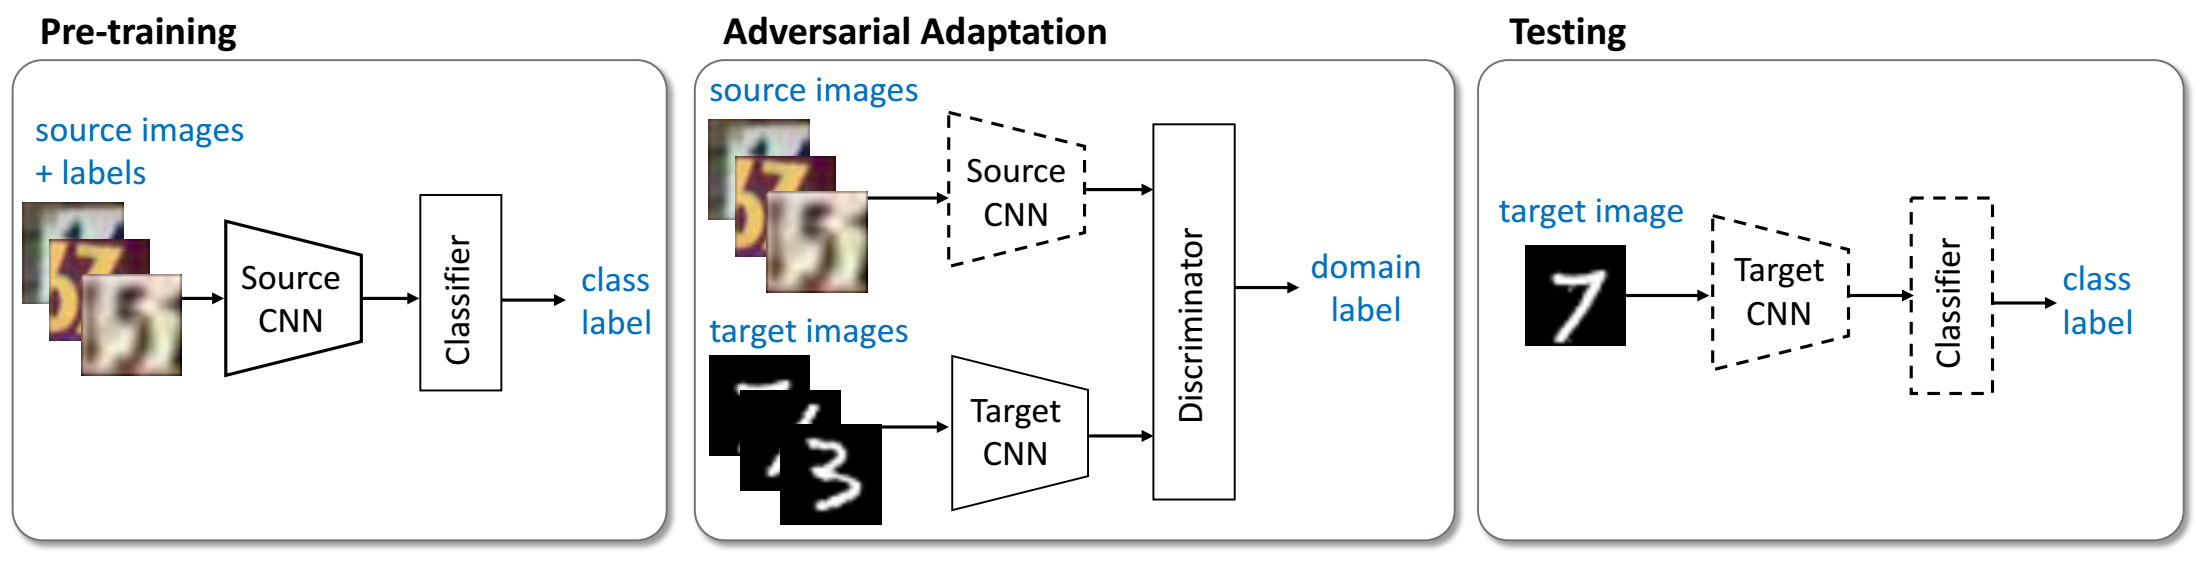 Pre-training
source images
+ labels
Source
CNN
Classifier
class
label
Adversarial Adaptation
source images
Source
CNN
target images
Target
CNN
Discriminator
domain
label
Testing
target image
7
Target
CNN
Classifier
class
label